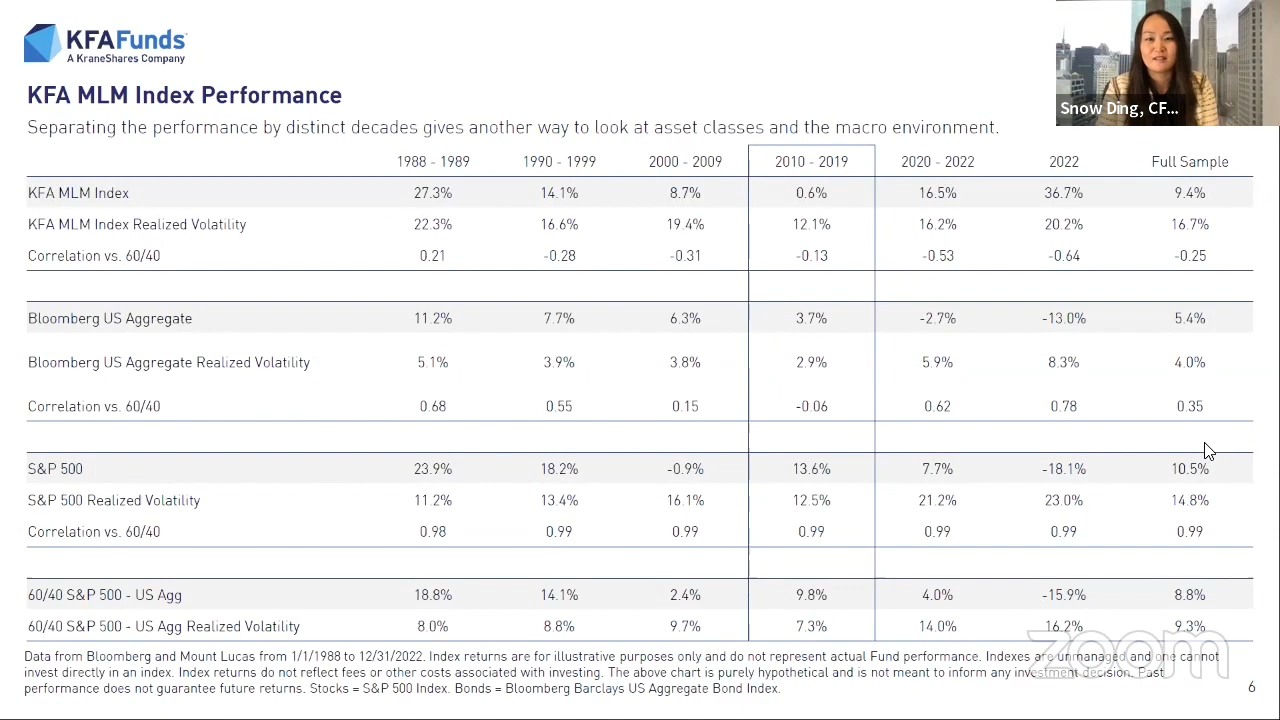 KFAFunds
A KraneShares Company
Snow Ding, CF...
KFA MLM Index Performance
Separating the performance by distinct decades gives another way to look at asset classes and the macro environment.
1988 - 1989 1990 - 1999 2000 - 2009 2010 - 2019 2020 - 2022 2022 Full Sample
KFA MLM Index 27.3% 14.1% 8.7% 0.6% 16.5% 36.7% 9.4%
KFA MLM Index Realized Volatility 22.3% 16.6% 19.4% 12.1% 16.2% 20.2% 16.7%
Correlation vs. 60/40 0.21 -0.28 -0.31 -0.13 -0.53 -0.64 -0.25
Bloomberg US Aggregate 11.2% 7.7% 6.3% 3.7% -2.7% -13.0% 5.4%
Bloomberg US Aggregate Realized Volatility 5.1% 3.9% 3.8% 2.9% 5.9% 8.3% 4.0%
Correlation vs. 60/40 0.68 0.55 0.15 -0.06 0.62 0.78 0.35
S&P 500 23.9% 18.2% -0.9% 13.6% 7.7% -18.1% 10.5%
S&P 500 Realized Volatility 11.2% 13.4% 16.1% 12.5% 21.2% 23.0% 14.8%
Correlation vs. 60/40 0.98 0.99 0.99 0.99 0.99 0.99 0.99
60/40 S&P 500 - US Agg 18.8% 14.1% 2.4% 9.8% 4.0% -15.9% 8.8%
60/40 S&P 500 - US Agg Realized Volatility 8.0% 8.8% 9.7% 7.3% 14.0% 16.2% 9.3%
Data from Bloomberg and Mount Lucas from 1/1/1988 to 12/31/2022. Index returns are for illustrative purposes only and do not represent actual Fund performance. Indexes are unmanaged and one cannot
invest directly in an index. Index returns do not reflect fees or other costs associated with investing. The above chart is purely hypothetical and is not meant to inform any investment decision. Past
performance does not guarantee future returns. Stocks = S&P 500 Index. Bonds = Bloomberg Barclays US Aggregate Bond Index.
6
zoom